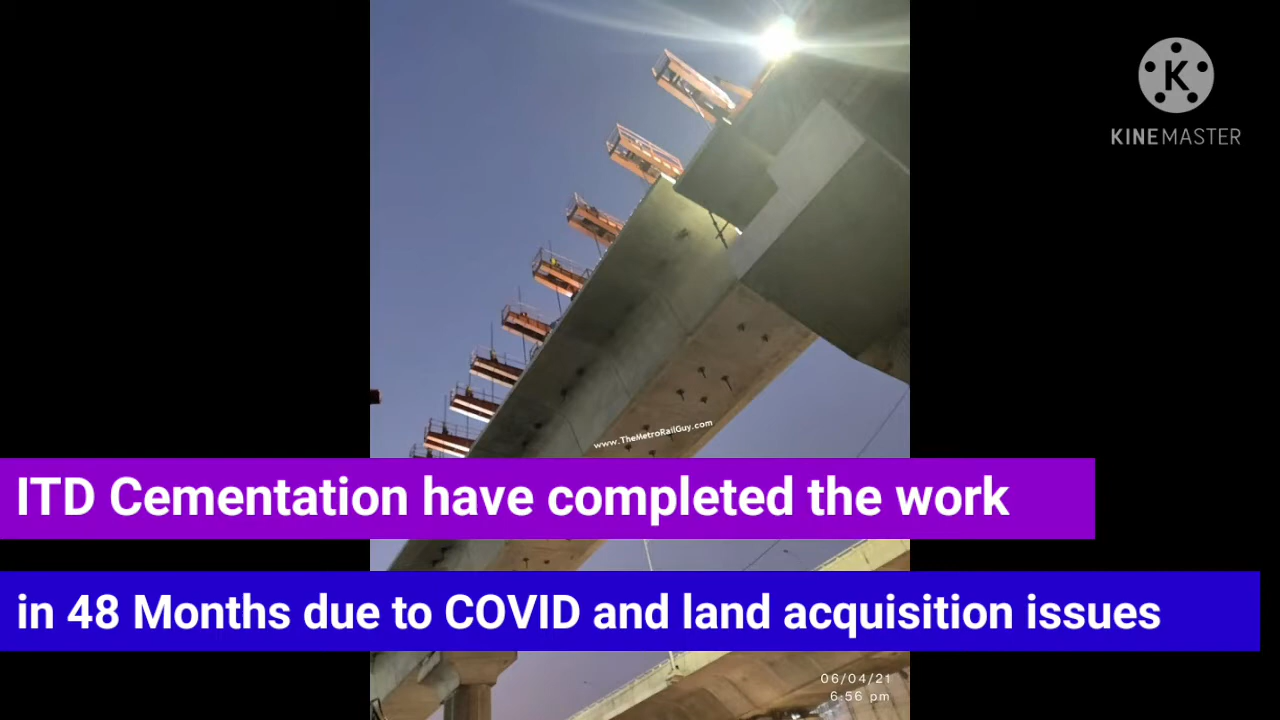 K
KINEMASTER
www.TheMetroRailGuy.com
ITD Cementation have completed the work
in 48 Months due to COVID and land acquisition issues
06/04/21
6:56 pm